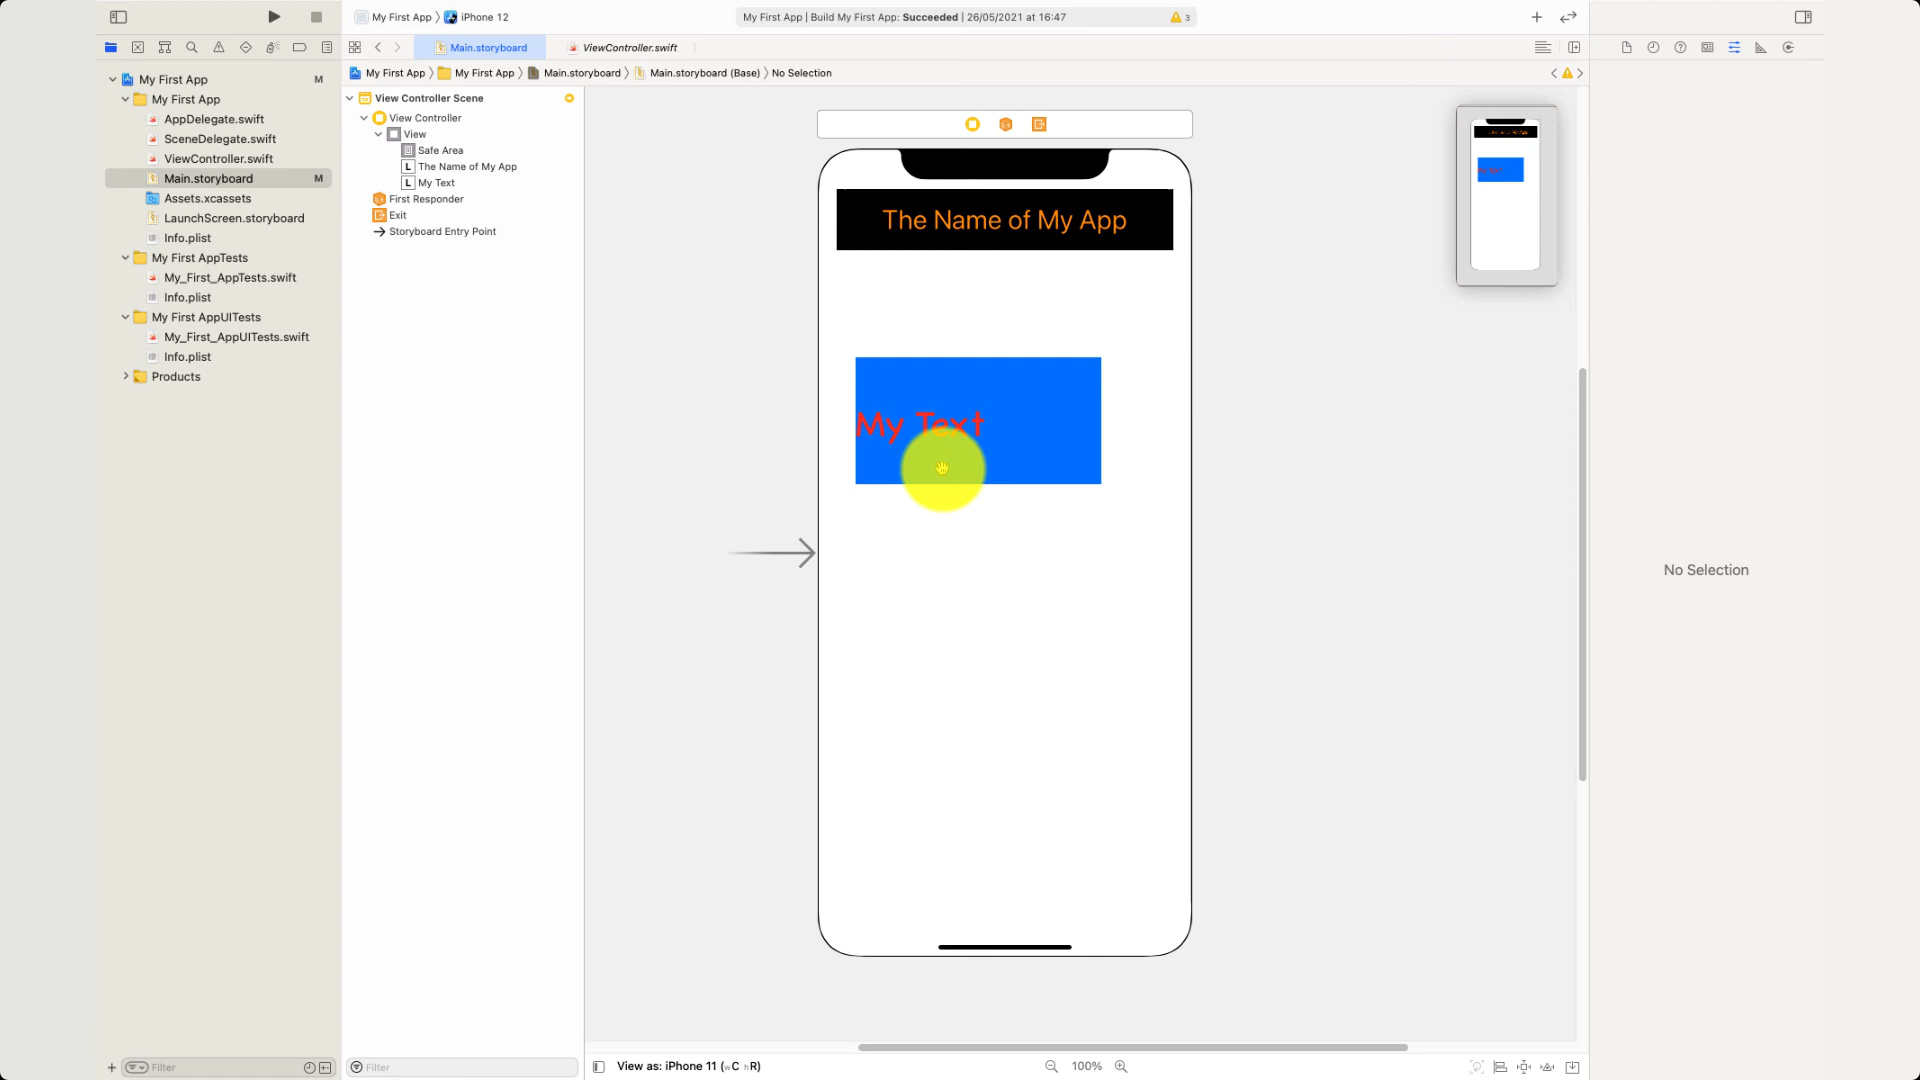 My First App
iPhone 12
My First App | Build My First App: Succeeded | 26/05/2021 at 16:47
3
Main.storyboard
ViewController.swift
My First App
My First App
Main.storyboard
Main.storyboard (Base)
No Selection
My First App
M
My First App
AppDelegate.swift
SceneDelegate.swift
ViewController.swift
Main.storyboard
M
Assets.xcassets
LaunchScreen.storyboard
Info.plist
My First AppTests
My_First_AppTests.swift
Info.plist
My First AppUITests
My_First_AppUITests.swift
Info.plist
Products
View Controller Scene
View Controller
View
Safe Area
L The Name of My App
L My Text
First Responder
Exit
Storyboard Entry Point
The Name of My App
My Text
No Selection
Filter
Filter
View as: iPhone 11 (wC hR)
100%